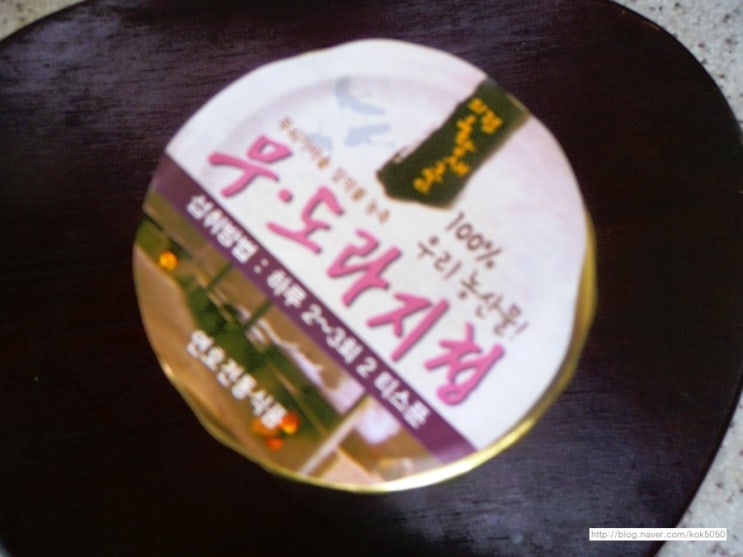 무·도라지청
100%
우리 농산물!
섭취방법 : 하루 2~3회 2 티스푼
전통식품
http://blog.naver.com/kok5050